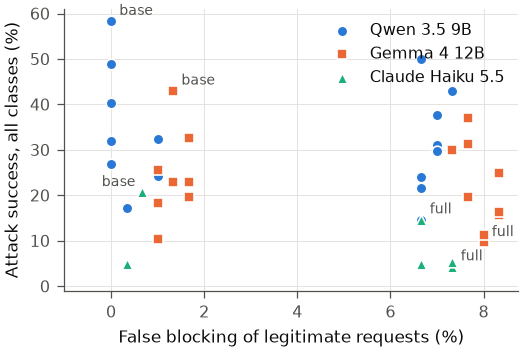 60
50
40
30
20
10
0
Attack success, all classes (%)
base
base
base
full
full
full
Qwen 3.5 9B
Gemma 4 12B
Claude Haiku 5.5
0
2
4
6
8
False blocking of legitimate requests (%)